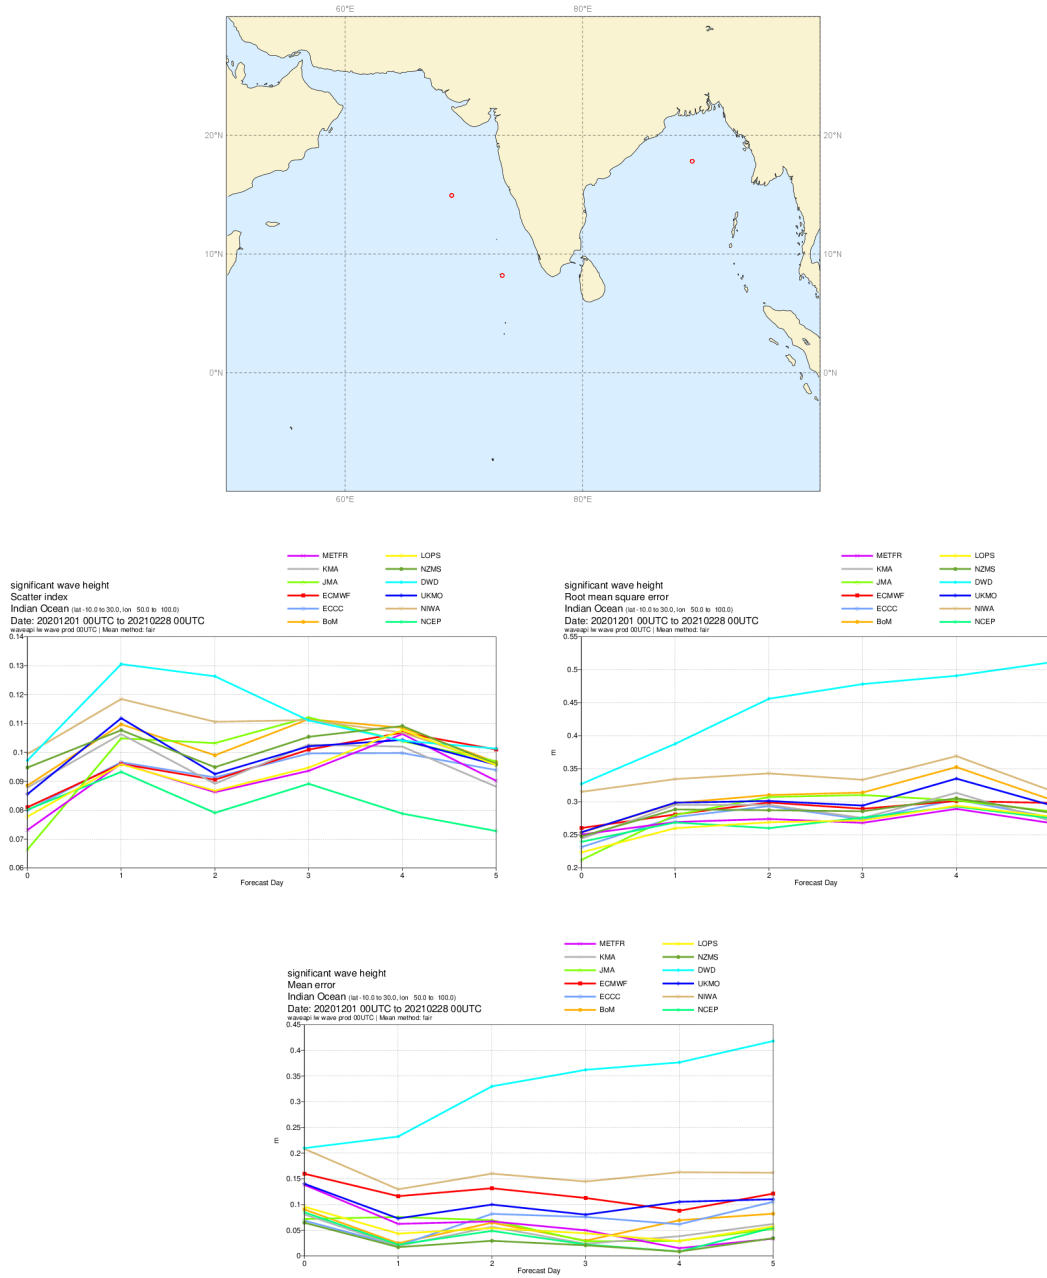 60°E 80°E
20°N 20°N
10°N 10°N
0°N 0°N
60°E 80°E
METFR LOPS
KMA NZMS
JMA DWD
ECMWF UKMO
ECCC NIWA
BoM NCEP
significant wave height
Scatter index
Indian Ocean (lat -10.0 to 30.0, lon 50.0 to 100.0)
Date: 20201201 00UTC to 20210228 00UTC
waveapi lw wave prod 00UTC | Mean method: fair
0.14
0.13
0.12
0.11
0.1
0.09
0.08
0.07
0.06
0 1 2 3 4 5
Forecast Day
METFR LOPS
KMA NZMS
JMA DWD
ECMWF UKMO
ECCC NIWA
BoM NCEP
significant wave height
Root mean square error
Indian Ocean (lat -10.0 to 30.0, lon 50.0 to 100.0)
Date: 20201201 00UTC to 20210228 00UTC
waveapi lw wave prod 00UTC | Mean method: fair
0.55
0.5
0.45
0.4
m
0.35
0.3
0.25
0.2
0 1 2 3 4
Forecast Day
METFR LOPS
KMA NZMS
JMA DWD
ECMWF UKMO
ECCC NIWA
BoM NCEP
significant wave height
Mean error
Indian Ocean (lat -10.0 to 30.0, lon 50.0 to 100.0)
Date: 20201201 00UTC to 20210228 00UTC
waveapi lw wave prod 00UTC | Mean method: fair
0.45
0.4
0.35
0.3
0.25
m
0.2
0.15
0.1
0.05
0
0 1 2 3 4 5
Forecast Day